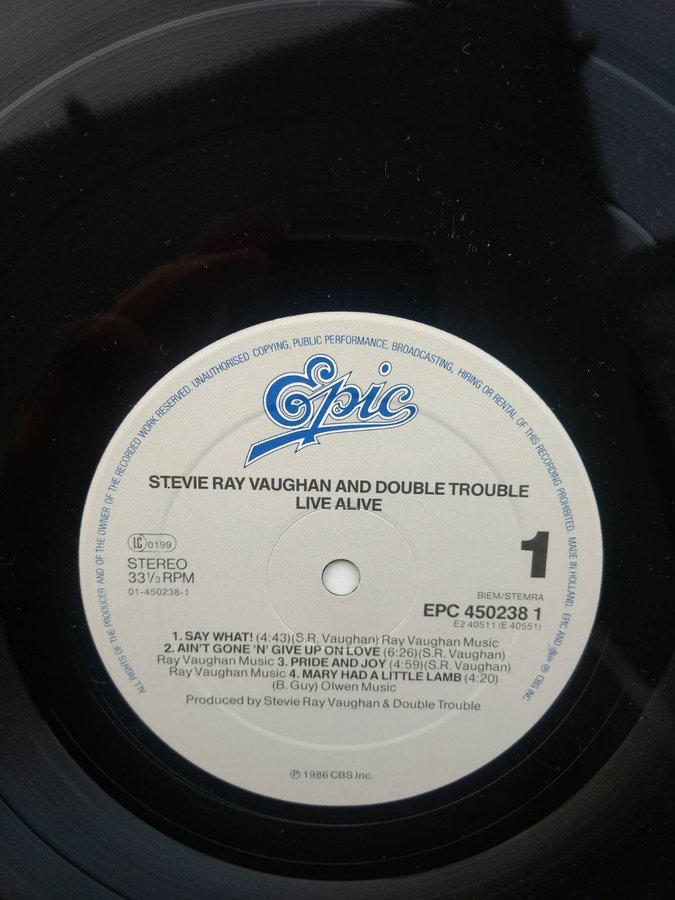 ALL RIGHTS OF THE PRODUCER AND OF THE OWNER OF THE RECORDED WORK RESERVED. UNAUTHORISED COPYING, PUBLIC PERFORMANCE, BROADCASTING, HIRING OR RENTAL OF THIS RECORDING PROHIBITED. MADE IN HOLLAND. EPIC AND Epic ® CBS INC.
Epic
STEVIE RAY VAUGHAN AND DOUBLE TROUBLE
LIVE ALIVE
LC 0199
1
STEREO
33 1/3 RPM
01-450238-1
BIEM/STEMRA
EPC 450238 1
E2 40511 (E 40551)
1. SAY WHAT! (4:43)(S.R. Vaughan) Ray Vaughan Music
2. AIN'T GONE 'N' GIVE UP ON LOVE (6:26)(S.R. Vaughan)
Ray Vaughan Music 3. PRIDE AND JOY (4:59)(S.R. Vaughan)
Ray Vaughan Music 4. MARY HAD A LITTLE LAMB (4:20)
(B. Guy) Olwen Music
Produced by Stevie Ray Vaughan & Double Trouble
℗ 1986 CBS Inc.